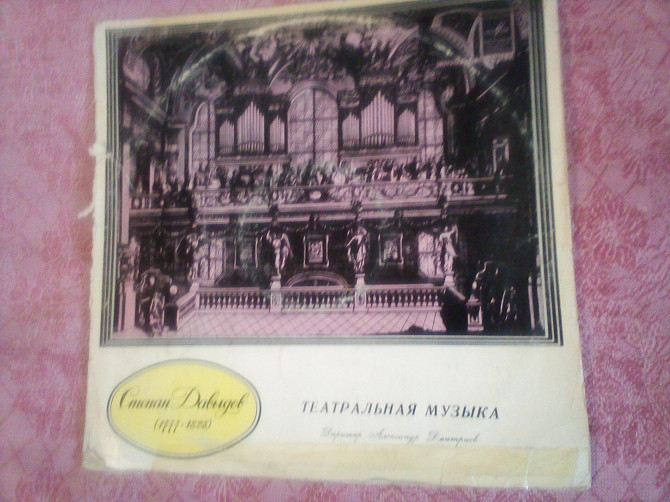 Степан Давыдов
(1777-1825)
ТЕАТРАЛЬНАЯ МУЗЫКА
Дирижер Александр Дмитриев